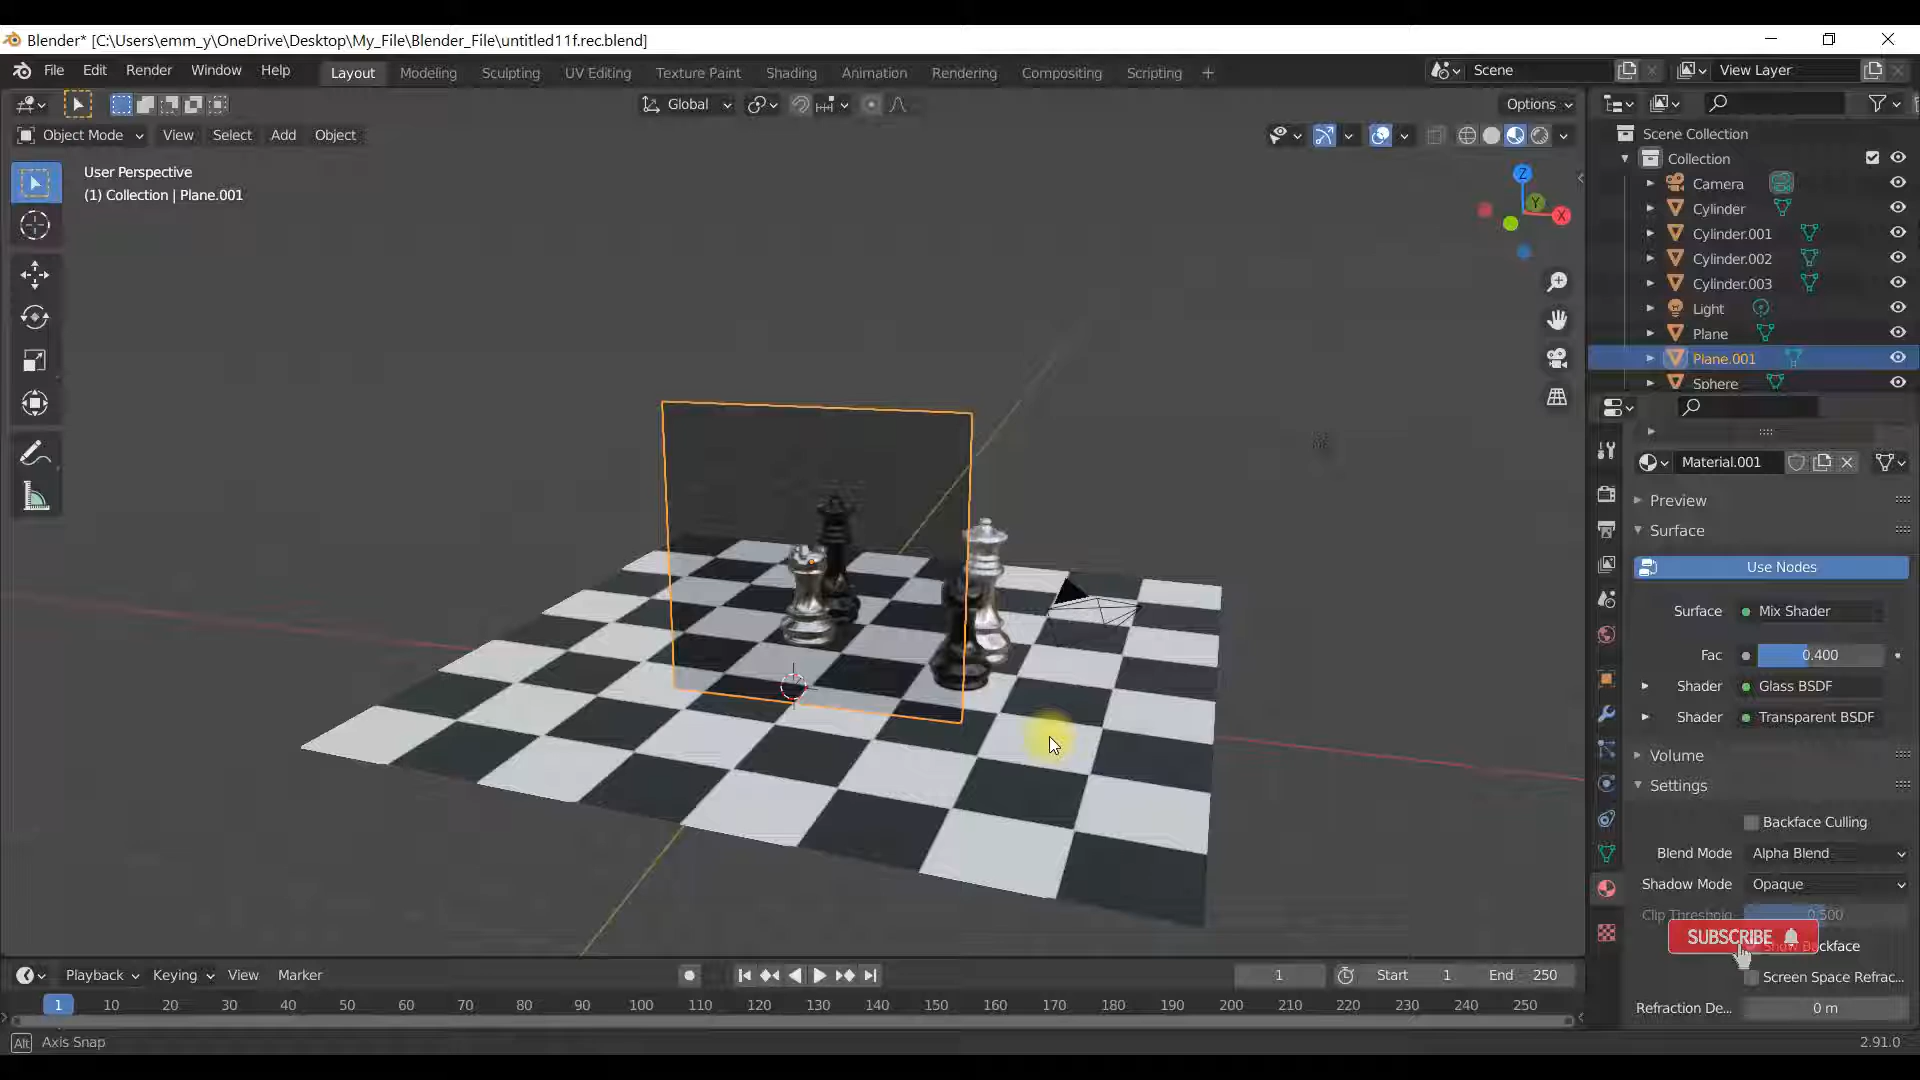 Blender* [C:\Users\emm_y\OneDrive\Desktop\My_File\Blender_File\untitled11f.rec.blend]
File Edit Render Window Help Layout Modeling Sculpting UV Editing Texture Paint Shading Animation Rendering Compositing Scripting + Scene View Layer
Global Options
Object Mode View Select Add Object
User Perspective
(1) Collection | Plane.001
Z
Y
X
Scene Collection
Collection
Camera
Cylinder
Cylinder.001
Cylinder.002
Cylinder.003
Light
Plane
Plane.001
Sphere
Material.001
Preview
Surface
Use Nodes
Surface Mix Shader
Fac 0.400
Shader Glass BSDF
Shader Transparent BSDF
Volume
Settings
Backface Culling
Blend Mode Alpha Blend
Shadow Mode Opaque
Clip Threshold 0.500
SUBSCRIBE
Show Backface
Screen Space Refrac...
Refraction De... 0 m
Playback Keying View Marker 1 Start 1 End 250
1 10 20 30 40 50 60 70 80 90 100 110 120 130 140 150 160 170 180 190 200 210 220 230 240 250
Alt Axis Snap 2.91.0